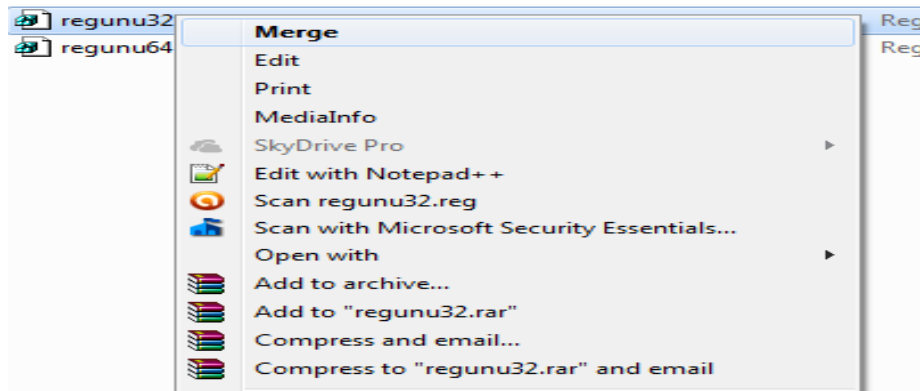 regunu32
Reg
Merge
regunu64
Reg
Edit
Print
MediaInfo
SkyDrive Pro
Edit with Notepad++
Scan regunu32.reg
Scan with Microsoft Security Essentials...
Open with
Add to archive...
Add to "regunu32.rar"
Compress and email...
Compress to "regunu32.rar" and email